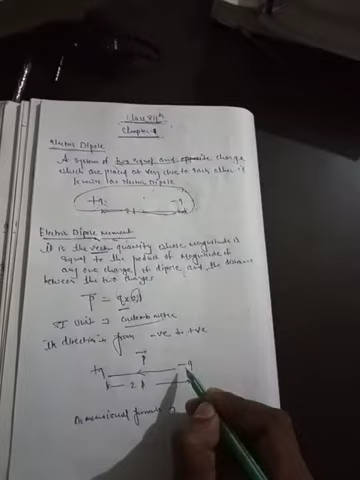 Class XIIth
Chapter-1
Electric Dipole
A system of two equal and opposite charge
which are placed at very close to each other is
known as electric Dipole
+q -q
2l
Electric Dipole Moment
it is the vector quantity whose magnitude is
equal to the product of magnitude of
any one charge of dipole and the distance
between the two charges
P = q×
SI Unit → coulomb metre
Its direction is from -ve to +ve
P
+q -q
2l
Dimensional formula